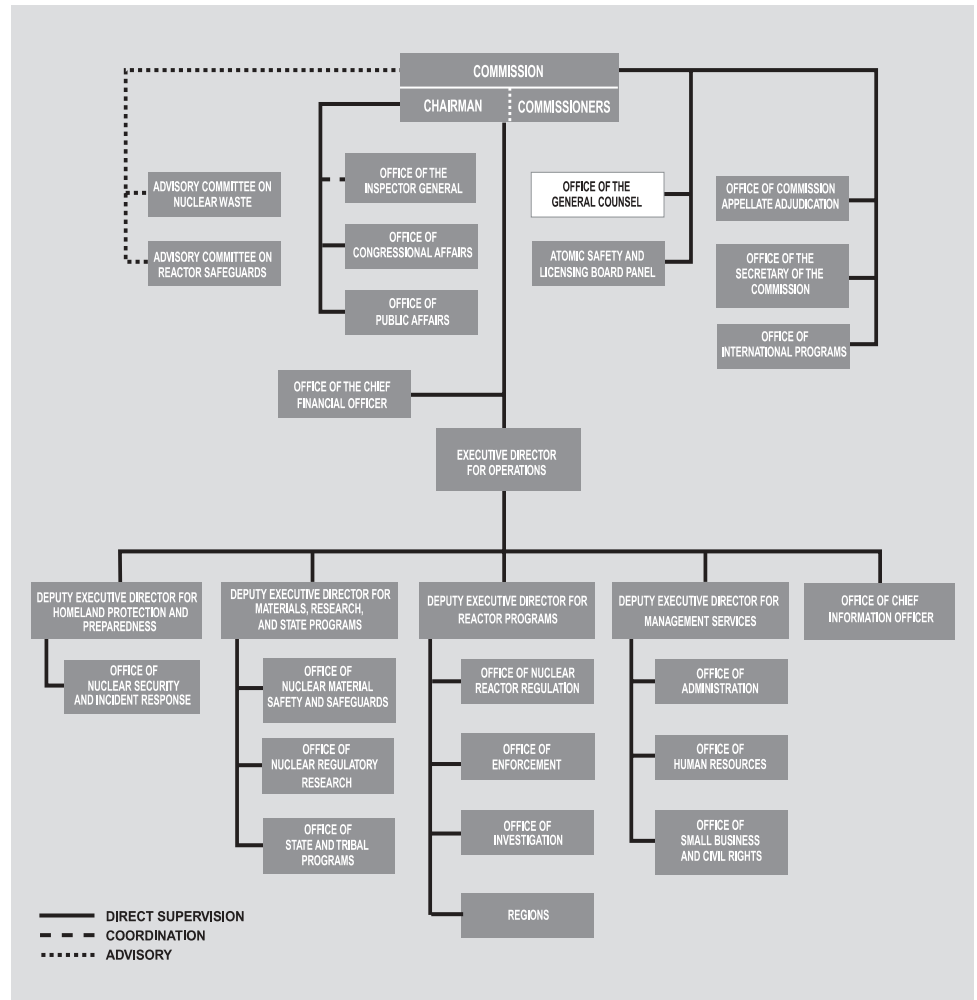 COMMISSION
CHAIRMAN
COMMISSIONERS
OFFICE OF THE
INSPECTOR GENERAL
OFFICE OF
CONGRESSIONAL AFFAIRS
OFFICE OF
PUBLIC AFFAIRS
ADVISORY COMMITTEE ON
NUCLEAR WASTE
ADVISORY COMMITTEE ON
REACTOR SAFEGUARDS
OFFICE OF THE
GENERAL COUNSEL
ATOMIC SAFETY AND
LICENSING BOARD PANEL
OFFICE OF COMMISSION
APPELLATE ADJUDICATION
OFFICE OF THE
SECRETARY OF THE
COMMISSION
OFFICE OF
INTERNATIONAL PROGRAMS
OFFICE OF THE CHIEF
FINANCIAL OFFICER
EXECUTIVE DIRECTOR
FOR OPERATIONS
DEPUTY EXECUTIVE DIRECTOR FOR
HOMELAND PROTECTION AND
PREPAREDNESS
OFFICE OF
NUCLEAR SECURITY
AND INCIDENT RESPONSE
DEPUTY EXECUTIVE DIRECTOR FOR
MATERIALS, RESEARCH,
AND STATE PROGRAMS
OFFICE OF
NUCLEAR MATERIAL
SAFETY AND SAFEGUARDS
OFFICE OF
NUCLEAR REGULATORY
RESEARCH
OFFICE OF
STATE AND TRIBAL
PROGRAMS
DEPUTY EXECUTIVE DIRECTOR FOR
REACTOR PROGRAMS
OFFICE OF NUCLEAR
REACTOR REGULATION
OFFICE OF
ENFORCEMENT
OFFICE OF
INVESTIGATION
REGIONS
DEPUTY EXECUTIVE DIRECTOR FOR
MANAGEMENT SERVICES
OFFICE OF
ADMINISTRATION
OFFICE OF
HUMAN RESOURCES
OFFICE OF
SMALL BUSINESS
AND CIVIL RIGHTS
OFFICE OF CHIEF
INFORMATION OFFICER
DIRECT SUPERVISION
COORDINATION
ADVISORY